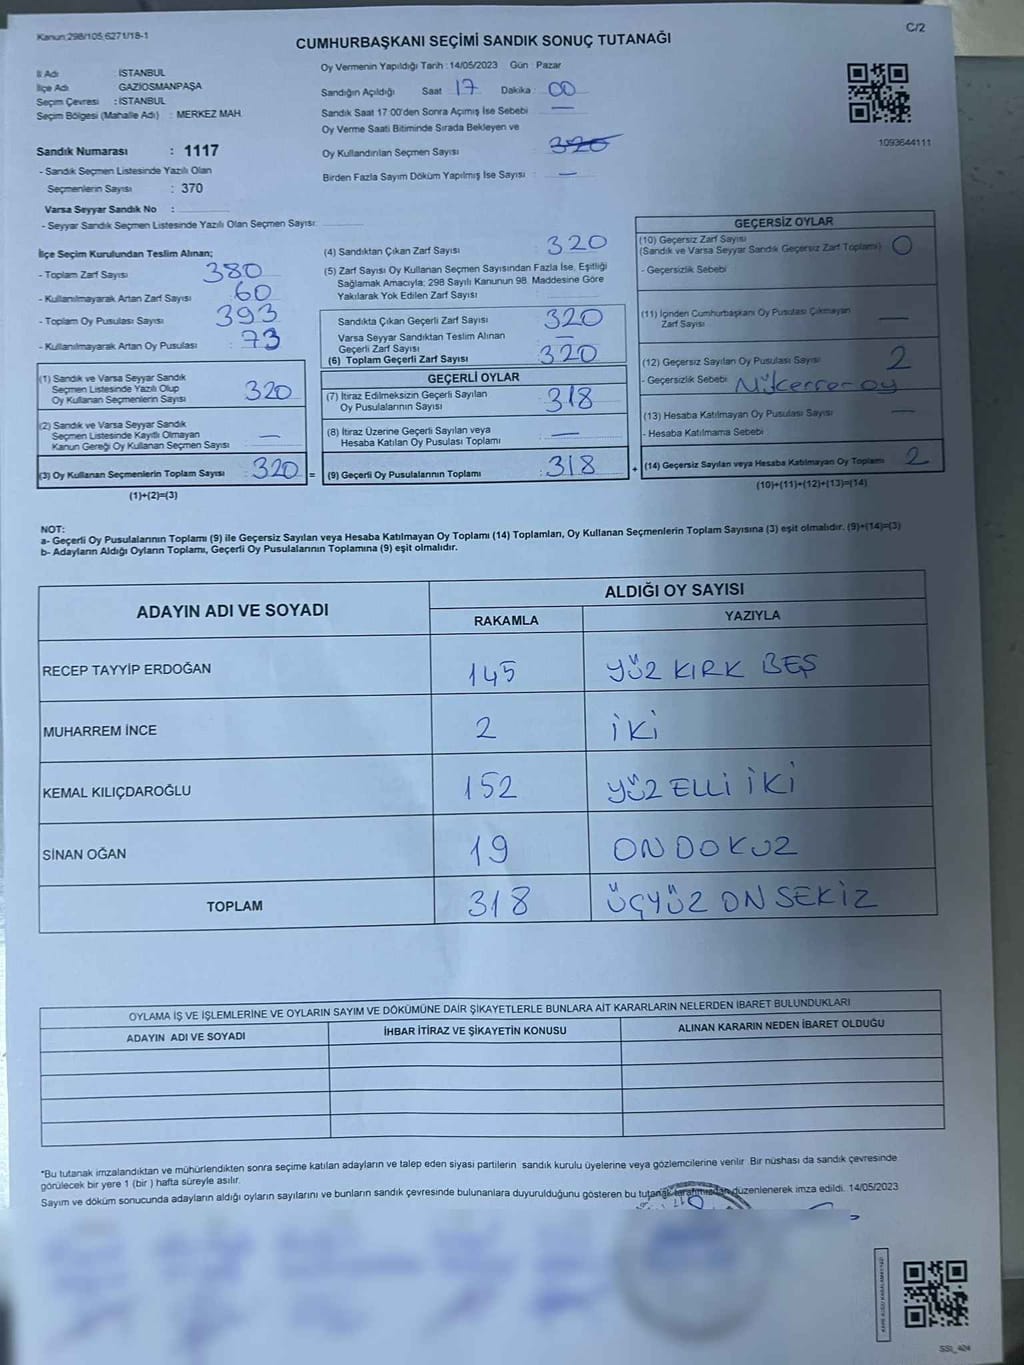 Kanun:298/105;6271/18-1
C/2
CUMHURBAŞKANI SEÇİMİ SANDIK SONUÇ TUTANAĞI
İl Adı : İSTANBUL
İlçe Adı : GAZİOSMANPAŞA
Seçim Çevresi : İSTANBUL
Seçim Bölgesi (Mahalle Adı) : MERKEZ MAH.
Sandık Numarası : 1117
- Sandık Seçmen Listesinde Yazılı Olan
Seçmenlerin Sayısı : 370
Varsa Seyyar Sandık No :
- Seyyar Sandık Seçmen Listesinde Yazılı Olan Seçmen Sayısı:
Oy Vermenin Yapıldığı Tarih : 14/05/2023 Gün : Pazar
Sandığın Açıldığı Saat 17 Dakika : 00
Sandık Saat 17:00'den Sonra Açımış İse Sebebi —
Oy Verme Saati Bitiminde Sırada Bekleyen ve
Oy Kullandırılan Seçmen Sayısı 320
Birden Fazla Sayım Döküm Yapılmış İse Sayısı : —
1093644111
İlçe Seçim Kurulundan Teslim Alınan;
- Toplam Zarf Sayısı : 380
- Kullanılmayarak Artan Zarf Sayısı : 60
- Toplam Oy Pusulası Sayısı : 393
- Kullanılmayarak Artan Oy Pusulası : 73
(1) Sandık ve Varsa Seyyar Sandık
Seçmen Listesinde Yazılı Olup
Oy Kullanan Seçmenlerin Sayısı : 320
(2) Sandık ve Varsa Seyyar Sandık
Seçmen Listesinde Kayıtlı Olmayan
Kanun Gereği Oy Kullanan Seçmen Sayısı : —
(3) Oy Kullanan Seçmenlerin Toplam Sayısı : 320 =
(1)+(2)=(3)
(4) Sandıktan Çıkan Zarf Sayısı : 320
(5) Zarf Sayısı Oy Kullanan Seçmen Sayısından Fazla İse, Eşitliği
Sağlamak Amacıyla; 298 Sayılı Kanunun 98. Maddesine Göre
Yakılarak Yok Edilen Zarf Sayısı :
Sandıkta Çıkan Geçerli Zarf Sayısı : 320
Varsa Seyyar Sandıktan Teslim Alınan
Geçerli Zarf Sayısı : —
(6) Toplam Geçerli Zarf Sayısı : 320
GEÇERLİ OYLAR
(7) İtiraz Edilmeksizin Geçerli Sayılan
Oy Pusulalarının Sayısı : 318
(8) İtiraz Üzerine Geçerli Sayılan veya
Hesaba Katılan Oy Pusulası Toplamı : —
(9) Geçerli Oy Pusulalarının Toplamı : 318 +
GEÇERSİZ OYLAR
(10) Geçersiz Zarf Sayısı
(Sandık ve Varsa Seyyar Sandık Geçersiz Zarf Toplamı) : 0
- Geçersizlik Sebebi
(11) İçinden Cumhurbaşkanı Oy Pusulası Çıkmayan
Zarf Sayısı —
(12) Geçersiz Sayılan Oy Pusulası Sayısı : 2
- Geçersizlik Sebebi
(13) Hesaba Katılmayan Oy Pusulası Sayısı : —
- Hesaba Katılmama Sebebi
(14) Geçersiz Sayılan veya Hesaba Katılmayan Oy Toplamı : 2
(10)+(11)+(12)+(13)=(14)
NOT:
a- Geçerli Oy Pusulalarının Toplamı (9) ile Geçersiz Sayılan veya Hesaba Katılmayan Oy Toplamı (14) Toplamları, Oy Kullanan Seçmenlerin Toplam Sayısına (3) eşit olmalıdır. (9)+(14)=(3)
b- Adayların Aldığı Oyların Toplamı, Geçerli Oy Pusulalarının Toplamına (9) eşit olmalıdır.
ADAYIN ADI VE SOYADI
ALDIĞI OY SAYISI
RAKAMLA YAZIYLA
RECEP TAYYİP ERDOĞAN 145 YÜZ KIRK BEŞ
MUHARREM İNCE 2 İKİ
KEMAL KILIÇDAROĞLU 152 YÜZ ELLİ İKİ
SİNAN OĞAN 19 ON DOKUZ
TOPLAM 318 ÜÇYÜZ ON SEKİZ
OYLAMA İŞ VE İŞLEMLERİNE VE OYLARIN SAYIM VE DÖKÜMÜNE DAİR ŞİKAYETLERLE BUNLARA AİT KARARLARIN NELERDEN İBARET BULUNDUKLARI
ADAYIN ADI VE SOYADI İHBAR İTİRAZ VE ŞİKAYETİN KONUSU ALINAN KARARIN NEDEN İBARET OLDUĞU
*Bu tutanak imzalandıktan ve mühürlendikten sonra seçime katılan adayların ve talep eden siyasi partilerin sandık kurulu üyelerine veya gözlemcilerine verilir. Bir nüshası da sandık çevresinde
görülecek bir yere 1 (bir ) hafta süreyle asılır.
Sayım ve döküm sonucunda adayların aldığı oyların sayılarını ve bunların sandık çevresinde bulunanlara duyurulduğunu gösteren bu tutanak tarafımızdan düzenlenerek imza edildi. 14/05/2023
SSI_404